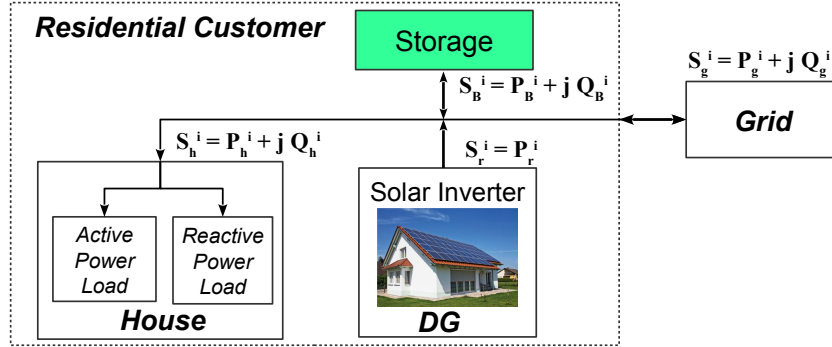 Residential Customer
Storage
S_B^i = P_B^i + j Q_B^i
S_g^i = P_g^i + j Q_g^i
Grid
S_h^i = P_h^i + j Q_h^i
S_r^i = P_r^i
Solar Inverter
Active
Power
Load
Reactive
Power
Load
House
DG